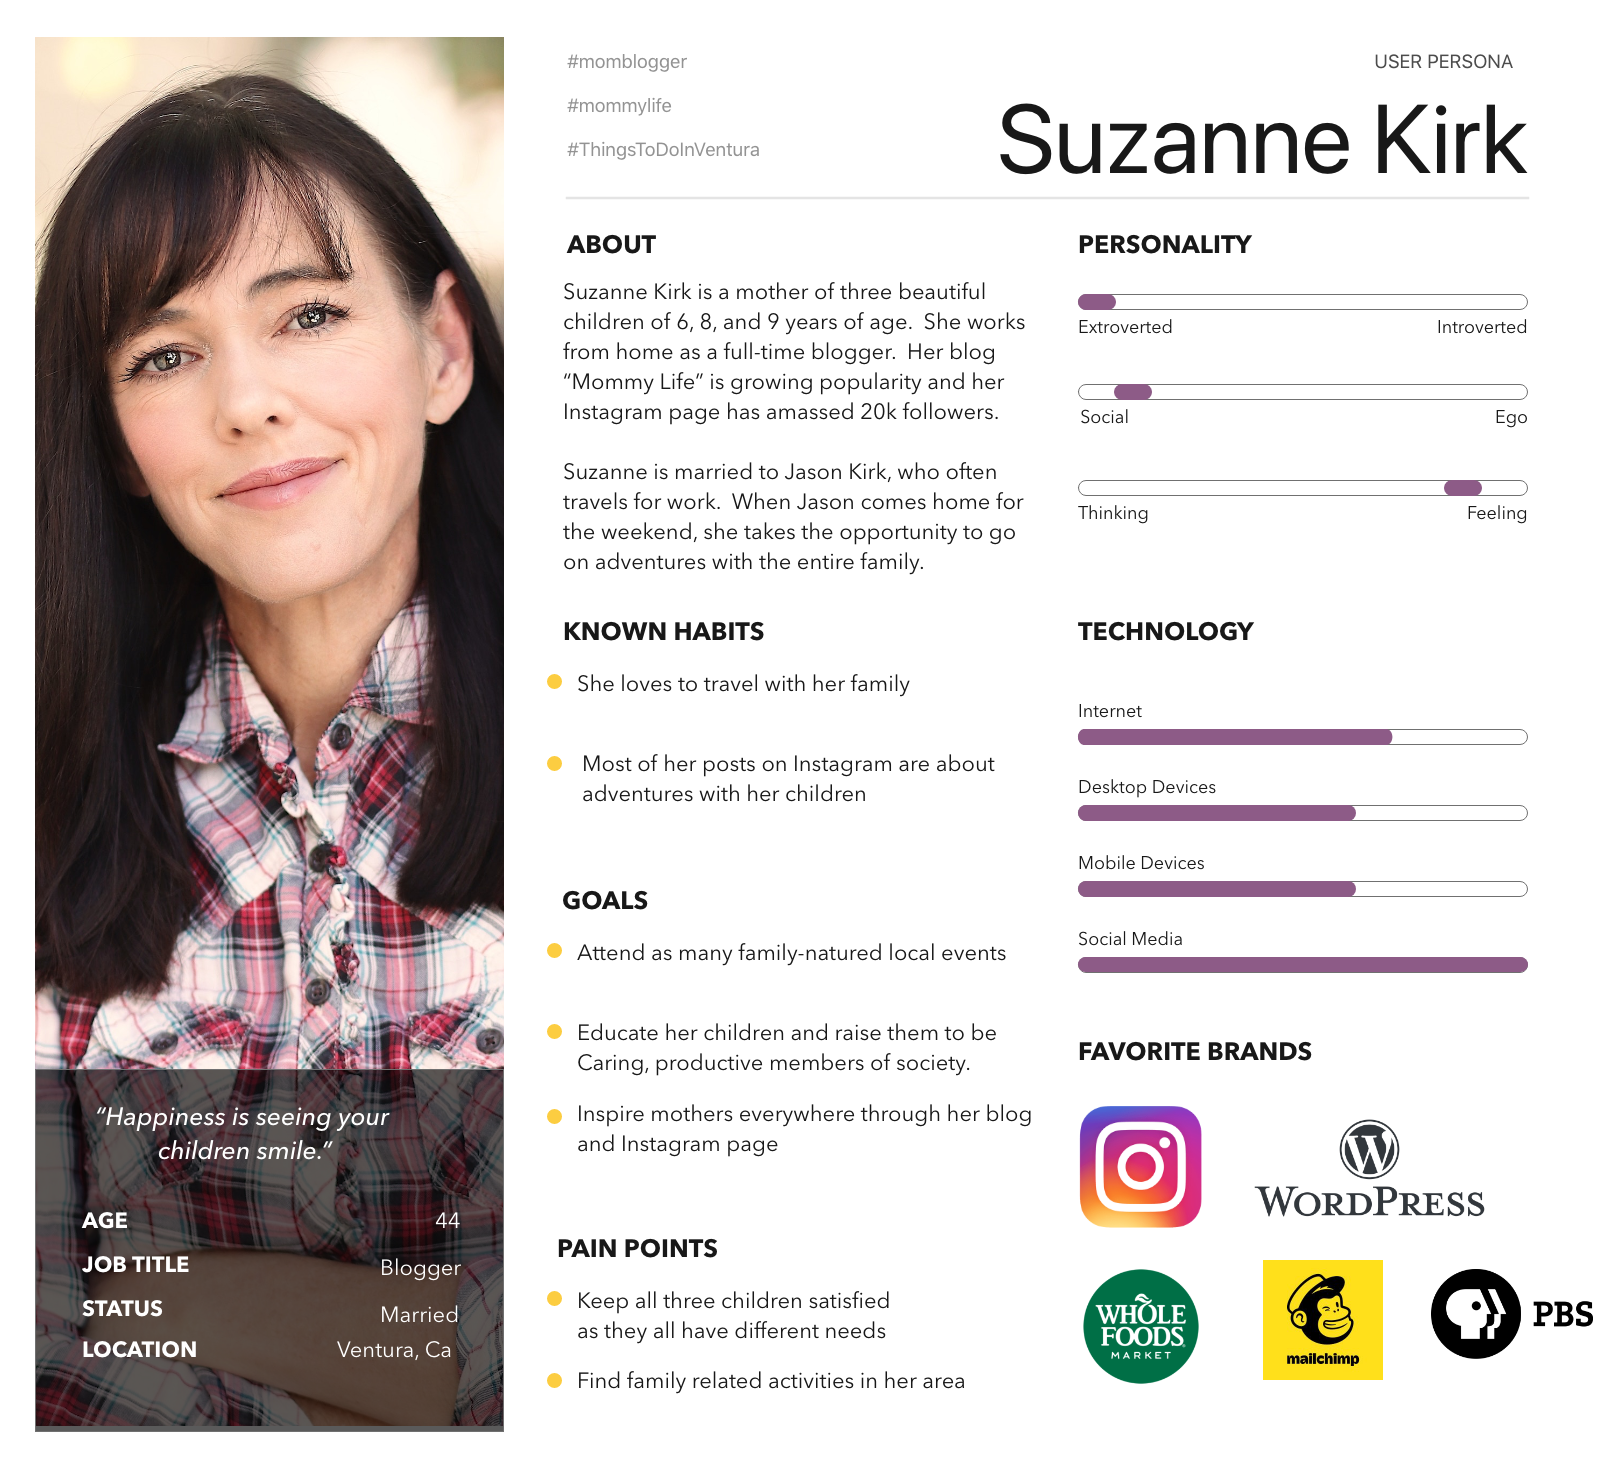 #momblogger
#mommylife
#ThingsToDoInVentura
USER PERSONA
Suzanne Kirk
ABOUT
Suzanne Kirk is a mother of three beautiful
children of 6, 8, and 9 years of age.  She works
from home as a full-time blogger.  Her blog
“Mommy Life” is growing popularity and her
Instagram page has amassed 20k followers.
Suzanne is married to Jason Kirk, who often
travels for work.  When Jason comes home for
the weekend, she takes the opportunity to go
on adventures with the entire family.
KNOWN HABITS
She loves to travel with her family
Most of her posts on Instagram are about
adventures with her children
GOALS
Attend as many family-natured local events
Educate her children and raise them to be
Caring, productive members of society.
Inspire mothers everywhere through her blog
and Instagram page
PAIN POINTS
Keep all three children satisfied
as they all have different needs
Find family related activities in her area
PERSONALITY
Extroverted Introverted
Social Ego
Thinking Feeling
TECHNOLOGY
Internet
Desktop Devices
Mobile Devices
Social Media
FAVORITE BRANDS
W
WORDPRESS
WHOLE
FOODS
MARKET
mailchimp
PBS
“Happiness is seeing your
children smile.”
AGE 44
JOB TITLE Blogger
STATUS Married
LOCATION Ventura, Ca